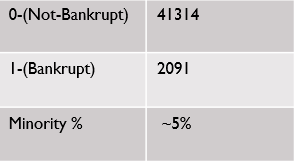 0-(Not-Bankrupt) 41314
1-(Bankrupt) 2091
Minority % ~5%